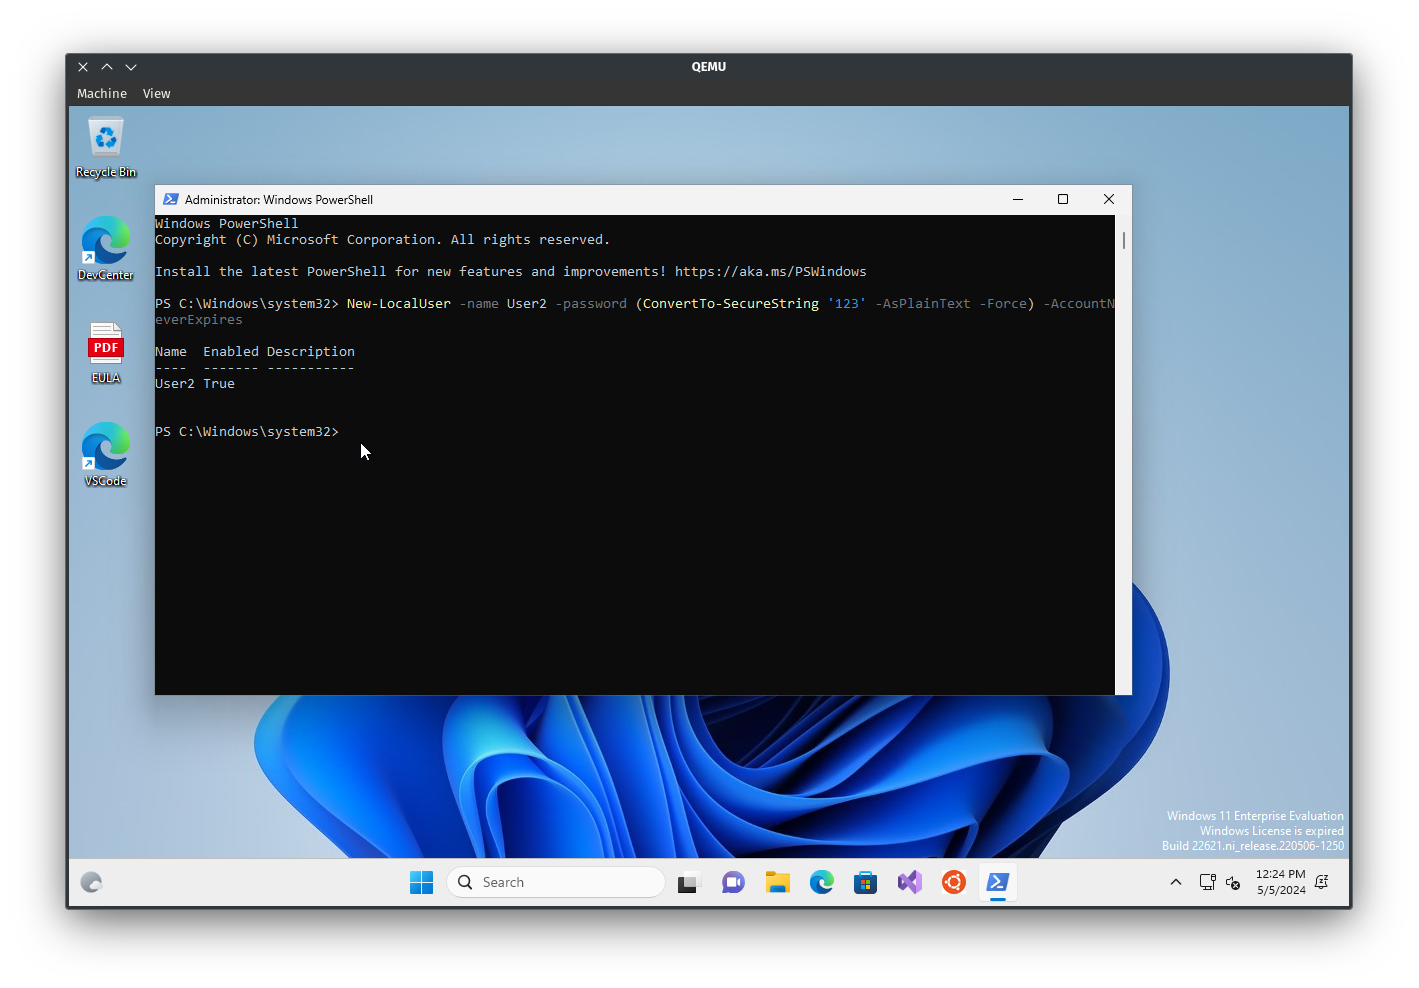 QEMU
Machine View
Recycle Bin
Administrator: Windows PowerShell
Windows PowerShell
Copyright (C) Microsoft Corporation. All rights reserved.
Install the latest PowerShell for new features and improvements! https://aka.ms/PSWindows
PS C:\Windows\system32> New-LocalUser -name User2 -password (ConvertTo-SecureString '123' -AsPlainText -Force) -AccountN
everExpires
Name  Enabled Description
----  ------- -----------
User2 True
PS C:\Windows\system32>
DevCenter
PDF
EULA
VSCode
Windows 11 Enterprise Evaluation
Windows License is expired
Build 22621.ni_release.220506-1250
Search
12:24 PM
5/5/2024